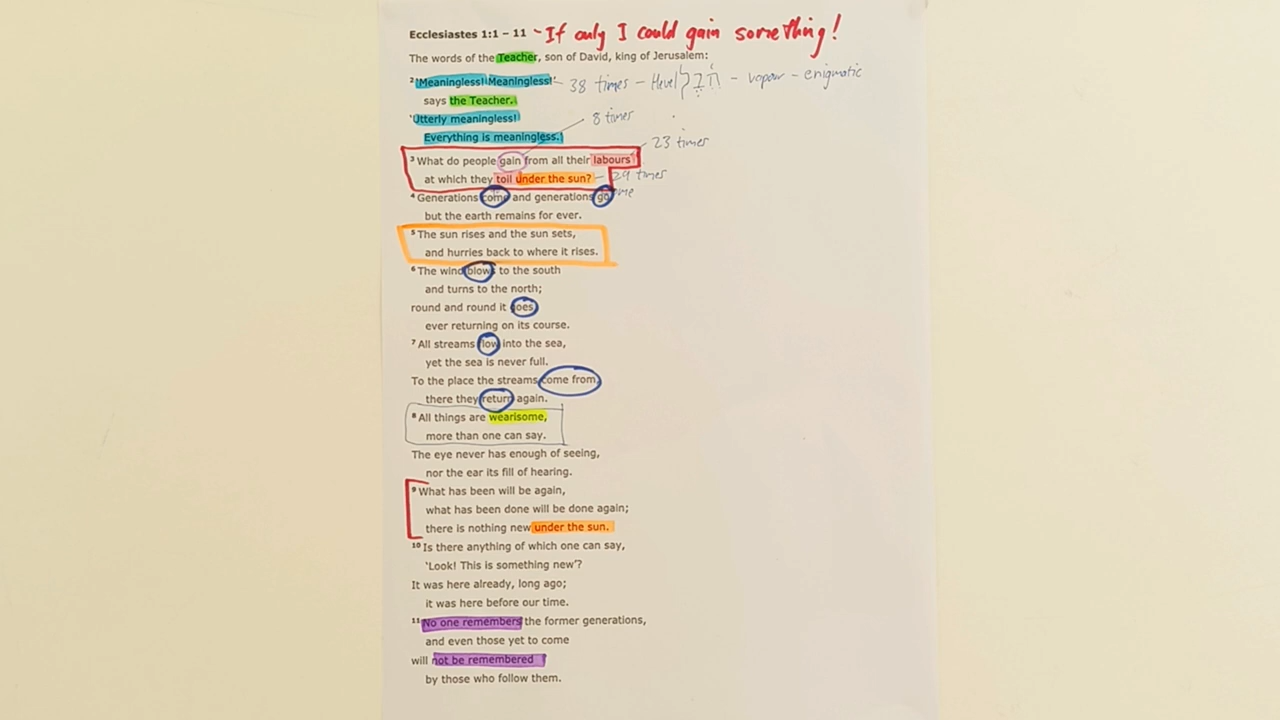 Ecclesiastes 1:1 – 11 ~ If only I could gain something!
The words of the Teacher, son of David, king of Jerusalem:
2 'Meaningless! Meaningless!' – 38 times – Hevel – vapour – enigmatic
says the Teacher.
'Utterly meaningless!
8 times
Everything is meaningless.'
23 times
3 What do people gain from all their labours
at which they toil under the sun? – 29 times
4 Generations come and generations go
but the earth remains for ever.
5 The sun rises and the sun sets,
and hurries back to where it rises.
6 The wind blows to the south
and turns to the north;
round and round it goes,
ever returning on its course.
7 All streams flow into the sea,
yet the sea is never full.
To the place the streams come from,
there they return again.
8 All things are wearisome,
more than one can say.
The eye never has enough of seeing,
nor the ear its fill of hearing.
9 What has been will be again,
what has been done will be done again;
there is nothing new under the sun.
10 Is there anything of which one can say,
'Look! This is something new'?
It was here already, long ago;
it was here before our time.
11 No one remembers the former generations,
and even those yet to come
will not be remembered
by those who follow them.